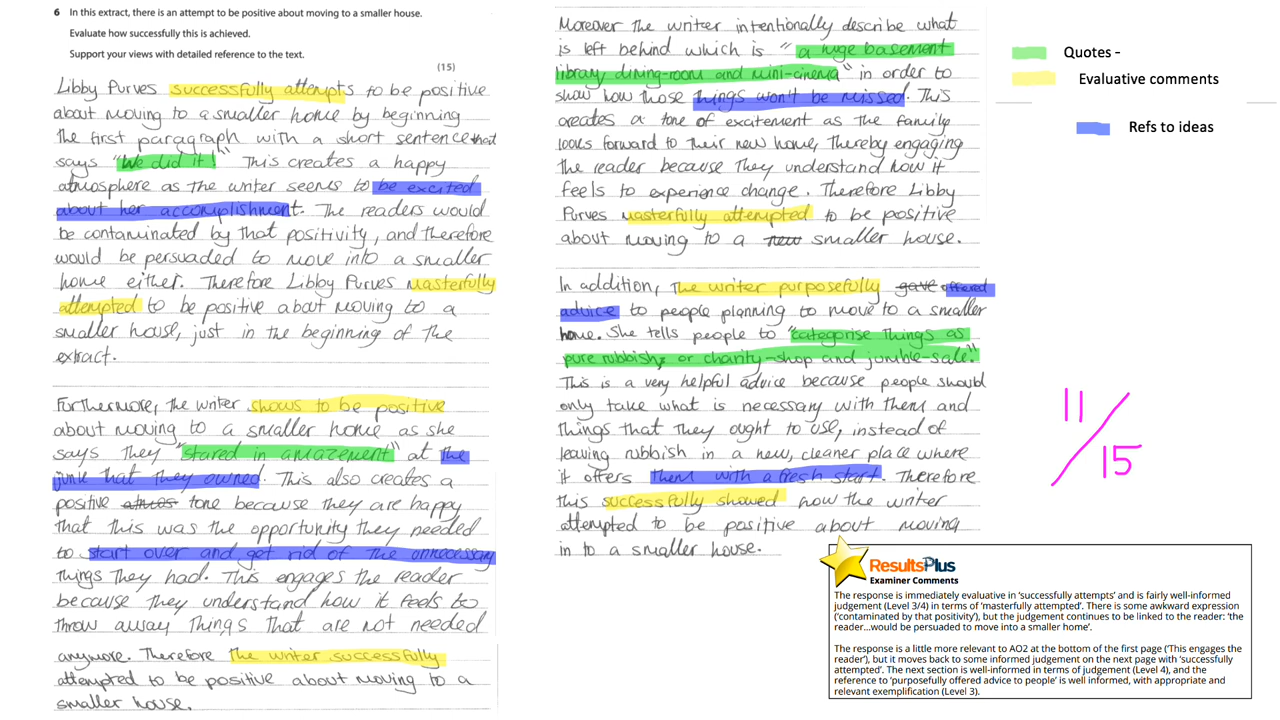 6 In this extract, there is an attempt to be positive about moving to a smaller house.
Evaluate how successfully this is achieved.
Support your views with detailed reference to the text.
(15)
Libby Purves successfully attempts to be positive
about moving to a smaller home by beginning
the first paragraph with a short sentence that
says "We did it!" This creates a happy
atmosphere as the writer seems to be excited
about her accomplishment. The readers would
be contaminated by that positivity, and therefore
would be persuaded to move into a smaller
home either. Therefore Libby Purves masterfully
attempted to be positive about moving to a
smaller house, just in the beginning of the
extract.
Furthermore, the writer shows to be positive
about moving to a smaller home as she
says they "stared in amazement" at the
junk that they owned. This also creates a
positive tone because they are happy
that this was the opportunity they needed
to start over and get rid of the unnecessary
things they had. This engages the reader
because they understand how it feels to
throw away things that are not needed
anymore. Therefore the writer successfully
attempted to be positive about moving to a
smaller house.
Moreover the writer intentionally describe what
is left behind which is "a huge basement
library dining-room and mini-cinema" in order to
show how those things won't be missed. This
creates a tone of excitement as the family
looks forward to their new home, thereby engaging
the reader because they understand how it
feels to experience change. Therefore Libby
Purves masterfully attempted to be positive
about moving to a new smaller house.
In addition, the writer purposefully gave offered
advice to people planning to move to a smaller
home. She tells people to "categorise things as
pure rubbish, or charity-shop and jumble-sale."
This is a very helpful advice because people should
only take what is necessary with them and
things that they ought to use, instead of
leaving rubbish in a new, cleaner place where
it offers them with a fresh start. Therefore
this successfully showed how the writer
attempted to be positive about moving
in to a smaller house.
Quotes -
Evaluative comments
Refs to ideas
11/15
ResultsPlus
Examiner Comments
The response is immediately evaluative in 'successfully attempts' and is fairly well-informed
judgement (Level 3/4) in terms of 'masterfully attempted'. There is some awkward expression
('contaminated by that positivity'), but the judgement continues to be linked to the reader: 'the
reader...would be persuaded to move into a smaller home'.
The response is a little more relevant to AO2 at the bottom of the first page ('This engages the
reader'), but it moves back to some informed judgement on the next page with 'successfully
attempted'. The next section is well-informed in terms of judgement (Level 4), and the
reference to 'purposefully offered advice to people' is well informed, with appropriate and
relevant exemplification (Level 3).